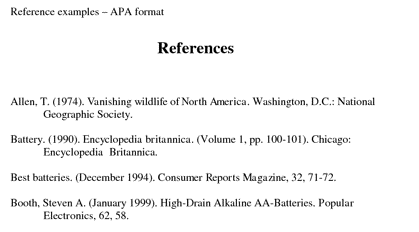 Reference examples – APA format
References
Allen, T. (1974). Vanishing wildlife of North America. Washington, D.C.: National
Geographic Society.
Battery. (1990). Encyclopedia britannica. (Volume 1, pp. 100-101). Chicago:
Encyclopedia Britannica.
Best batteries. (December 1994). Consumer Reports Magazine, 32, 71-72.
Booth, Steven A. (January 1999). High-Drain Alkaline AA-Batteries. Popular
Electronics, 62, 58.